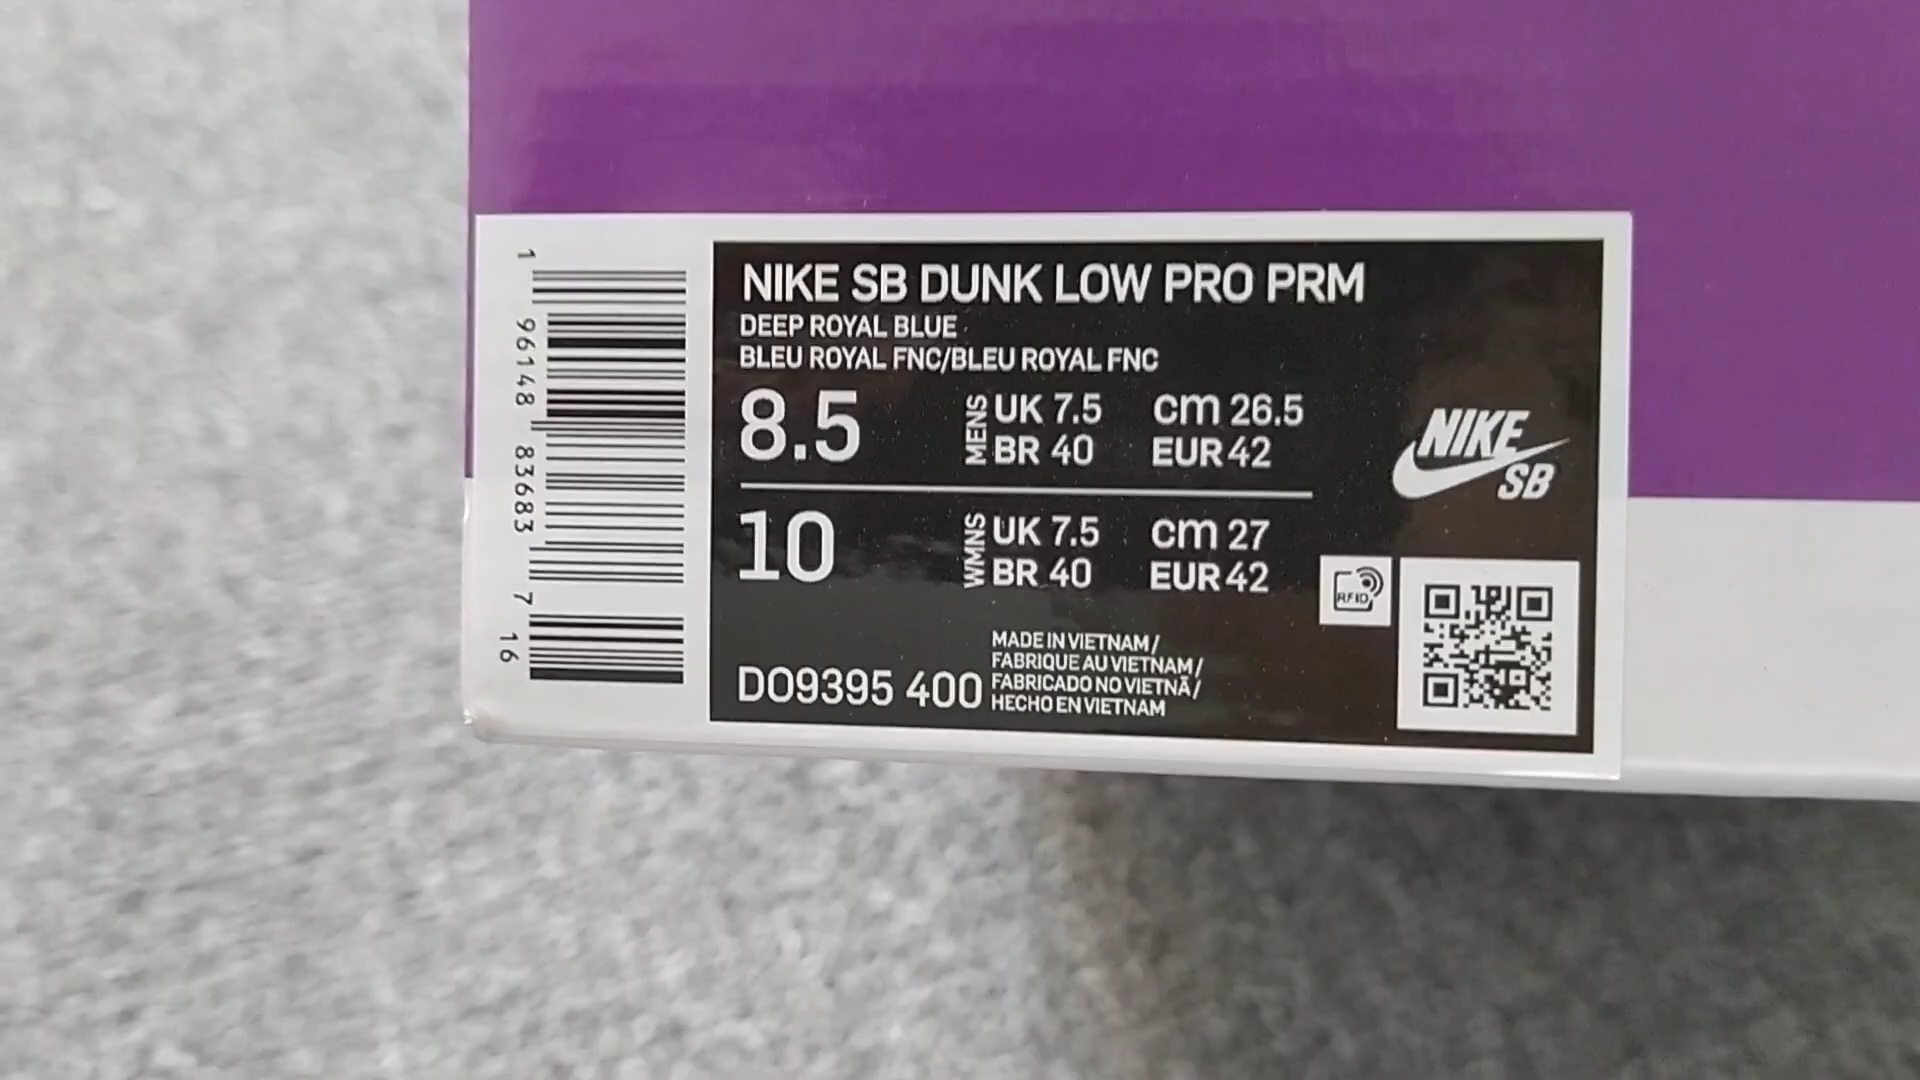 NIKE SB DUNK LOW PRO PRM
DEEP ROYAL BLUE
BLEU ROYAL FNC/BLEU ROYAL FNC
8.5 MENS UK 7.5 cm 26.5
BR 40 EUR 42
10 WMNS UK 7.5 cm 27
BR 40 EUR 42
DO9395 400
MADE IN VIETNAM/
FABRIQUE AU VIETNAM/
FABRICADO NO VIETNÃ/
HECHO EN VIETNAM
NIKE
SB
RFID
1 96148 83683 7 16